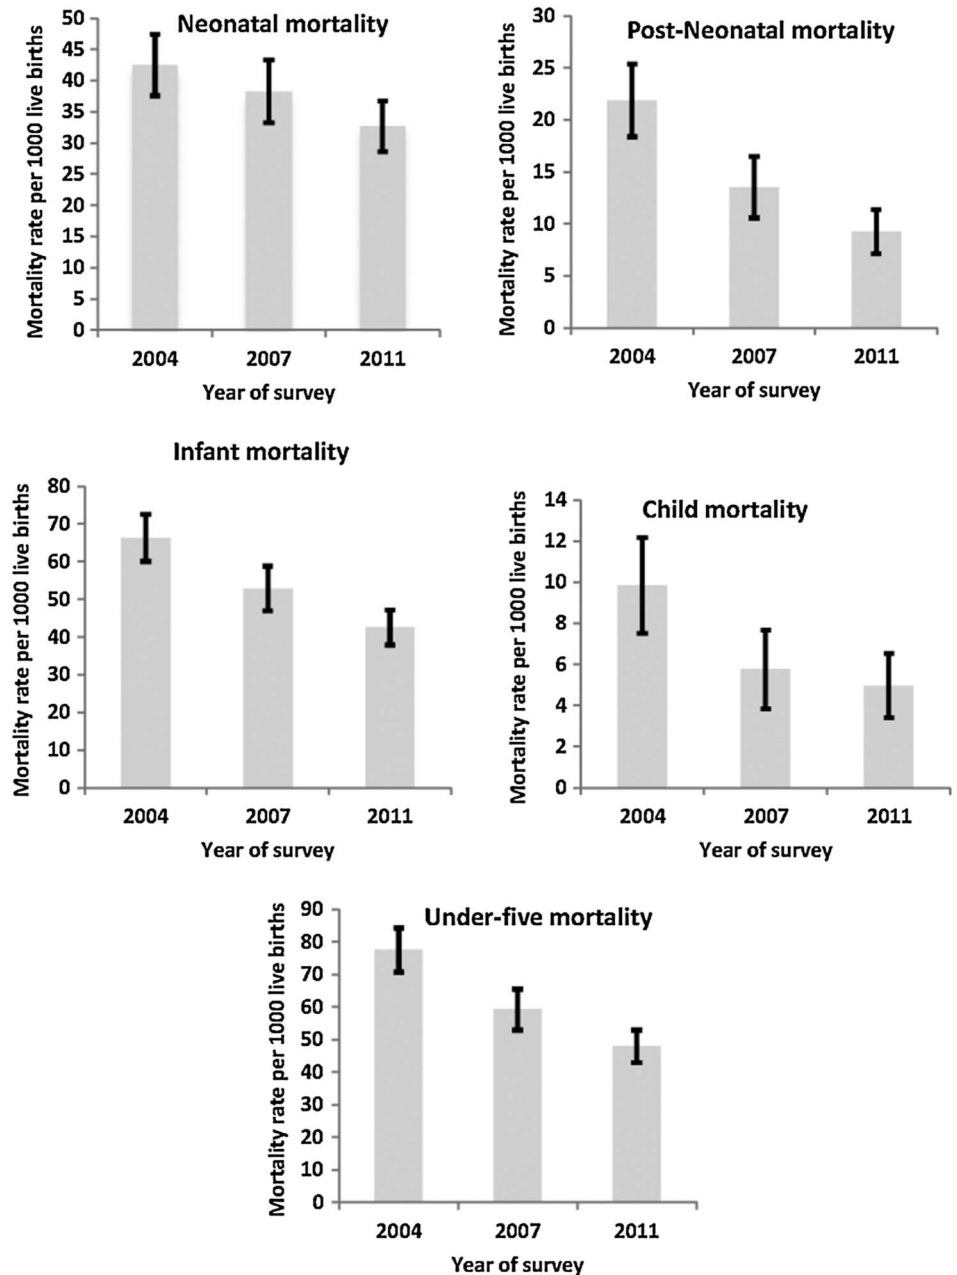 Neonatal mortality
Mortality rate per 1000 live births
50
45
40
35
30
25
20
15
10
5
0
2004 2007 2011
Year of survey
Post-Neonatal mortality
Mortality rate per 1000 live births
30
25
20
15
10
5
0
2004 2007 2011
Year of survey
Infant mortality
Mortality rate per 1000 live births
80
70
60
50
40
30
20
10
0
2004 2007 2011
Year of survey
Child mortality
Mortality rate per 1000 live births
14
12
10
8
6
4
2
0
2004 2007 2011
Year of survey
Under-five mortality
Mortality rate per 1000 live births
90
80
70
60
50
40
30
20
10
0
2004 2007 2011
Year of survey